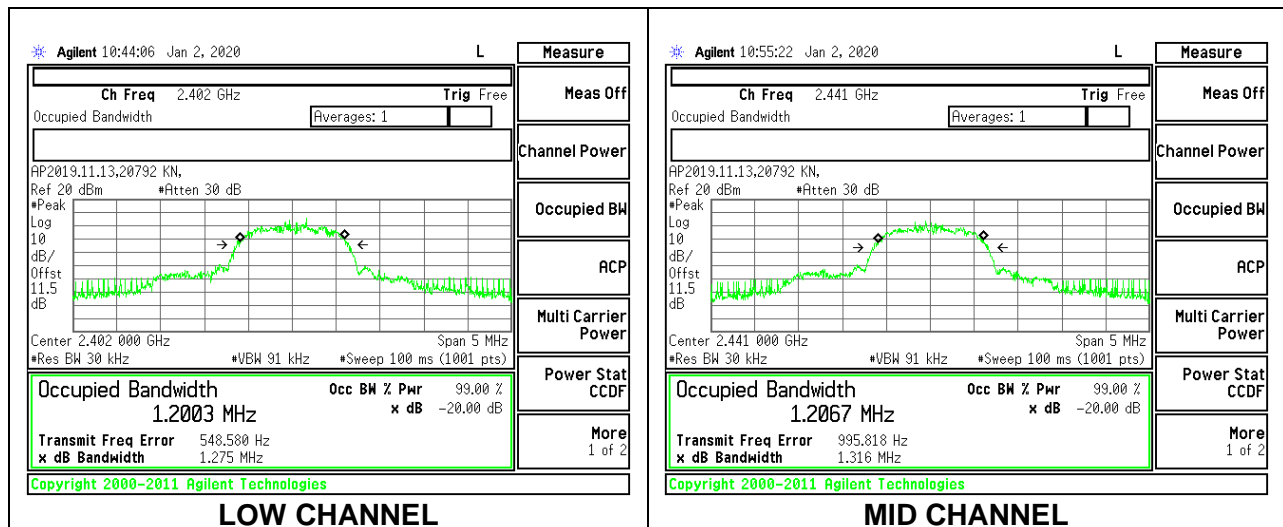 Agilent 10:44:06 Jan 2, 2020 L
Measure
Ch Freq 2.402 GHz Trig Free
Meas Off
Occupied Bandwidth Averages: 1
Channel Power
AP2019.11.13,20792 KN,
Ref 20 dBm #Atten 30 dB
#Peak
Log
10
dB/
Offst
11.5
dB
Occupied BW
ACP
Multi Carrier
Power
Center 2.402 000 GHz Span 5 MHz
#Res BW 30 kHz #VBW 91 kHz #Sweep 100 ms (1001 pts)
Power Stat
CCDF
Occupied Bandwidth Occ BW % Pwr 99.00 %
1.2003 MHz x dB -20.00 dB
Transmit Freq Error 548.580 Hz
x dB Bandwidth 1.275 MHz
More
1 of 2
Copyright 2000-2011 Agilent Technologies
LOW CHANNEL
Agilent 10:55:22 Jan 2, 2020 L
Measure
Ch Freq 2.441 GHz Trig Free
Meas Off
Occupied Bandwidth Averages: 1
Channel Power
AP2019.11.13,20792 KN,
Ref 20 dBm #Atten 30 dB
#Peak
Log
10
dB/
Offst
11.5
dB
Occupied BW
ACP
Multi Carrier
Power
Center 2.441 000 GHz Span 5 MHz
#Res BW 30 kHz #VBW 91 kHz #Sweep 100 ms (1001 pts)
Power Stat
CCDF
Occupied Bandwidth Occ BW % Pwr 99.00 %
1.2067 MHz x dB -20.00 dB
Transmit Freq Error 995.818 Hz
x dB Bandwidth 1.316 MHz
More
1 of 2
Copyright 2000-2011 Agilent Technologies
MID CHANNEL